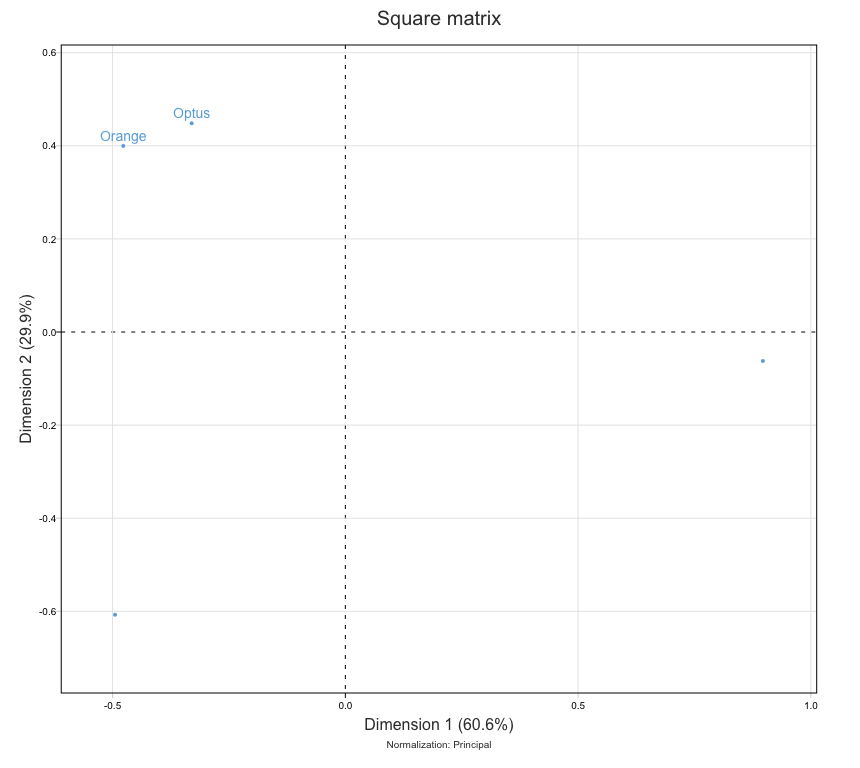 Square matrix
0.6
Optus
Orange
0.4
0.2
0.0
-0.2
-0.4
-0.6
Dimension 2 (29.9%)
-0.5
0.0
0.5
1.0
Dimension 1 (60.6%)
Normalization: Principal